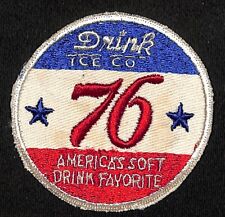 Drink
ICE CO
76
AMERICA'S SOFT
DRINK FAVORITE